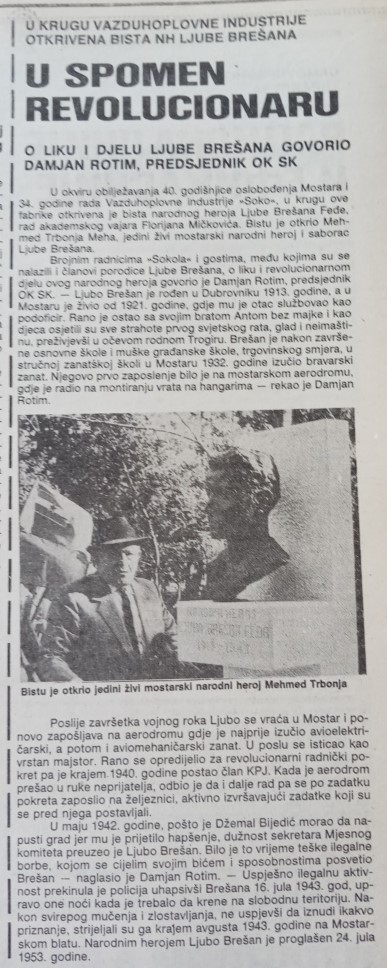 U KRUGU VAZDUHOPLOVNE INDUSTRIJE
OTKRIVENA BISTA NH LJUBE BREŠANA
U SPOMEN
REVOLUCIONARU
O LIKU I DJELU LJUBE BREŠANA GOVORIO
DAMJAN ROTIM, PREDSJEDNIK OK SK
U okviru obilježavanja 40. godišnjice oslobođenja Mostara i
34. godine rada Vazduhoplovne industrije »Soko«, u krugu ove
fabrike otkrivena je bista narodnog heroja Ljube Brešana Feđe,
rad akademskog vajara Florijana Mičkovića. Bistu je otkrio Meh-
med Trbonja Meha, jedini živi mostarski narodni heroj i saborac
Ljube Brešana.
Brojnim radnicima »Sokola« i gostima, među kojima su se
nalazili i članovi porodice Ljube Brešana, o liku i revolucionarnom
djelu ovog narodnog heroja govorio je Damjan Rotim, predsjednik
OK SK. — Ljubo Brešan je rođen u Dubrovniku 1913. godine, a u
Mostaru je živio od 1921. godine, gdje mu je otac službovao kao
podoficir. Rano je ostao sa svojim bratom Antom bez majke i kao
djeca osjetili su sve strahote prvog svjetskog rata, glad i neimašti-
nu, preživjevši u očevom rodnom Trogiru. Brešan je nakon završe-
ne osnovne škole i muške građanske škole, trgovinskog smjera, u
stručnoj zanatskoj školi u Mostaru 1932. godine izučio bravarski
zanat. Njegovo prvo zaposlenje bilo je na mostarskom aerodromu,
gdje je radio na montiranju vrata na hangarima — rekao je Damjan
Rotim.
Bistu je otkrio jedini živi mostarski narodni heroj Mehmed Trbonja
Poslije završetka vojnog roka Ljubo se vraća u Mostar i po-
novo zapošljava na aerodromu gdje je najprije izučio avioelektri-
čarski, a potom i aviomehaničarski zanat. U poslu se isticao kao
vrstan majstor. Rano se opredijelio za revolucionarni radnički po-
kret pa je krajem 1940. godine postao član KPJ. Kada je aerodrom
prešao u ruke neprijatelja, odbio je da i dalje rad pa se po zadatku
pokreta zaposlio na željeznici, aktivno izvršavajući zadatke koji su
se pred njega postavljali.
U maju 1942. godine, pošto je Džemal Bijedić morao da na-
pusti grad jer mu je prijetilo hapšenje, dužnost sekretara Mjesnog
komiteta preuzeo je Ljubo Brešan. Bilo je to vrijeme teške ilegalne
borbe, kojom se cijelim svojim bićem i sposobnostima posvetio
Brešan — naglasio je Damjan Rotim. — Uspješno ilegalnu aktiv-
nost prekinula je policija uhapsivši Brešana 16. jula 1943. god, up-
ravo one noći kada je trebalo da krene na slobodnu teritoriju. Na-
kon svirepog mučenja i zlostavljanja, ne uspjevši da iznudi ikakvo
priznanje, strijeljali su ga krajem avgusta 1943. godine na Mostar-
skom blatu. Narodnim herojem Ljubo Brešan je proglašen 24. jula
1953. godine.